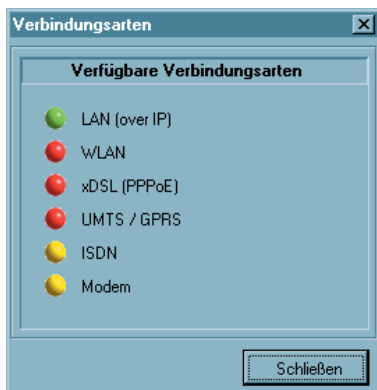 Verbindungsarten
Verfügbare Verbindungsarten
LAN (over IP)
WLAN
xDSL (PPPoE)
UMTS / GPRS
ISDN
Modem
Schließen